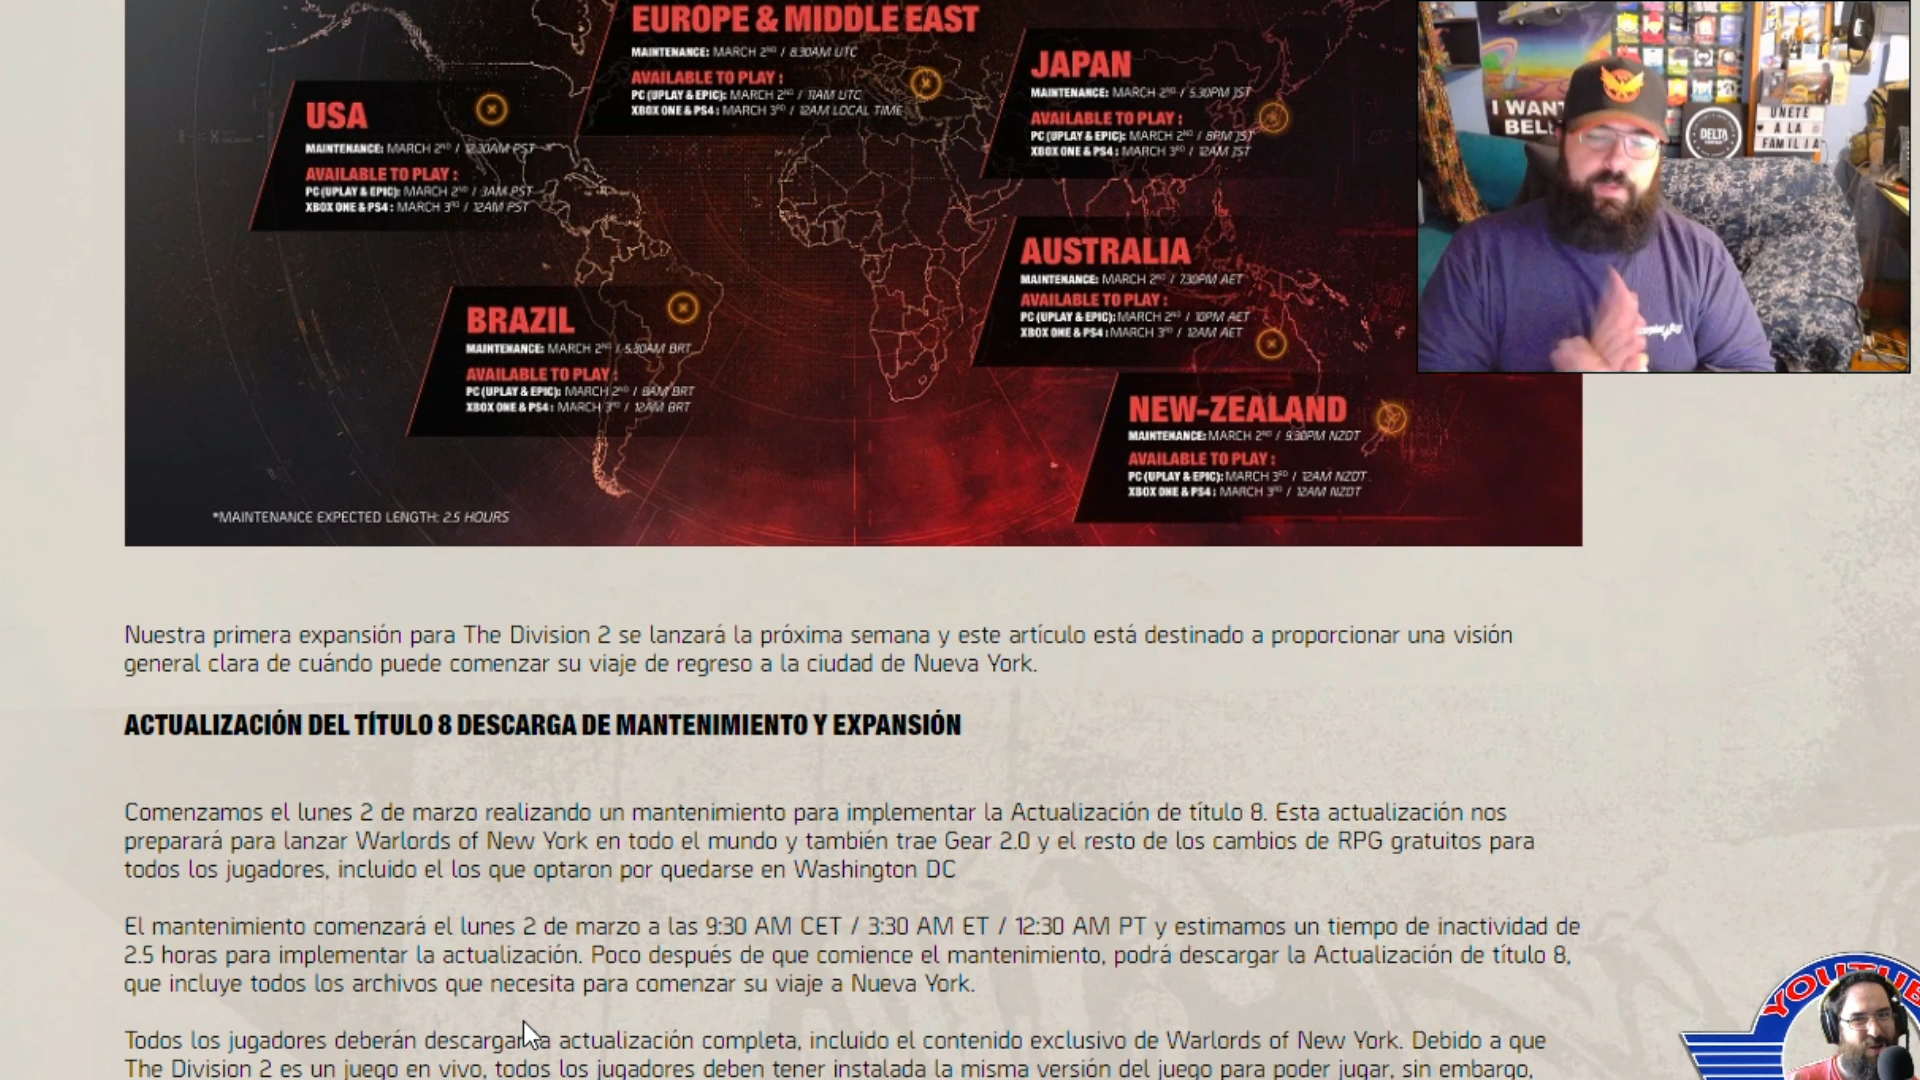 EUROPE & MIDDLE EAST
MAINTENANCE: MARCH 2ND / 8.30AM UTC
AVAILABLE TO PLAY :
PC (UPLAY & EPIC): MARCH 2ND / 11AM UTC
XBOX ONE & PS4: MARCH 3RD / 12AM LOCAL TIME
JAPAN
MAINTENANCE: MARCH 2ND / 5.30PM JST
AVAILABLE TO PLAY :
PC (UPLAY & EPIC): MARCH 2ND / 8PM JST
XBOX ONE & PS4: MARCH 3RD / 12AM JST
USA
MAINTENANCE: MARCH 2ND / 12.30AM PST
AVAILABLE TO PLAY :
PC (UPLAY & EPIC): MARCH 2ND / 3AM PST
XBOX ONE & PS4: MARCH 3RD / 12AM PST
AUSTRALIA
MAINTENANCE: MARCH 2ND / 7.30PM AET
AVAILABLE TO PLAY :
PC (UPLAY & EPIC): MARCH 2ND / 10PM AET
XBOX ONE & PS4: MARCH 3RD / 12AM AET
BRAZIL
MAINTENANCE: MARCH 2ND / 5.30AM BRT
AVAILABLE TO PLAY :
PC (UPLAY & EPIC): MARCH 2ND / 8AM BRT
XBOX ONE & PS4: MARCH 3RD / 12AM BRT
NEW-ZEALAND
MAINTENANCE: MARCH 2ND / 9.30PM NZDT
AVAILABLE TO PLAY :
PC (UPLAY & EPIC): MARCH 3RD / 12AM NZDT
XBOX ONE & PS4: MARCH 3RD / 12AM NZDT
*MAINTENANCE EXPECTED LENGTH: 2.5 HOURS
I WANT
DELTA
UNETE
A LA
FAMILIA
Nuestra primera expansión para The Division 2 se lanzará la próxima semana y este artículo está destinado a proporcionar una visión
general clara de cuándo puede comenzar su viaje de regreso a la ciudad de Nueva York.
ACTUALIZACIÓN DEL TÍTULO 8 DESCARGA DE MANTENIMIENTO Y EXPANSIÓN
Comenzamos el lunes 2 de marzo realizando un mantenimiento para implementar la Actualización de título 8. Esta actualización nos
preparará para lanzar Warlords of New York en todo el mundo y también trae Gear 2.0 y el resto de los cambios de RPG gratuitos para
todos los jugadores, incluido el los que optaron por quedarse en Washington DC
El mantenimiento comenzará el lunes 2 de marzo a las 9:30 AM CET / 3:30 AM ET / 12:30 AM PT y estimamos un tiempo de inactividad de
2.5 horas para implementar la actualización. Poco después de que comience el mantenimiento, podrá descargar la Actualización de título 8,
que incluye todos los archivos que necesita para comenzar su viaje a Nueva York.
Todos los jugadores deberán descargar la actualización completa, incluido el contenido exclusivo de Warlords of New York. Debido a que
The Division 2 es un juego en vivo, todos los jugadores deben tener instalada la misma versión del juego para poder jugar, sin embargo,
YOUTUBE